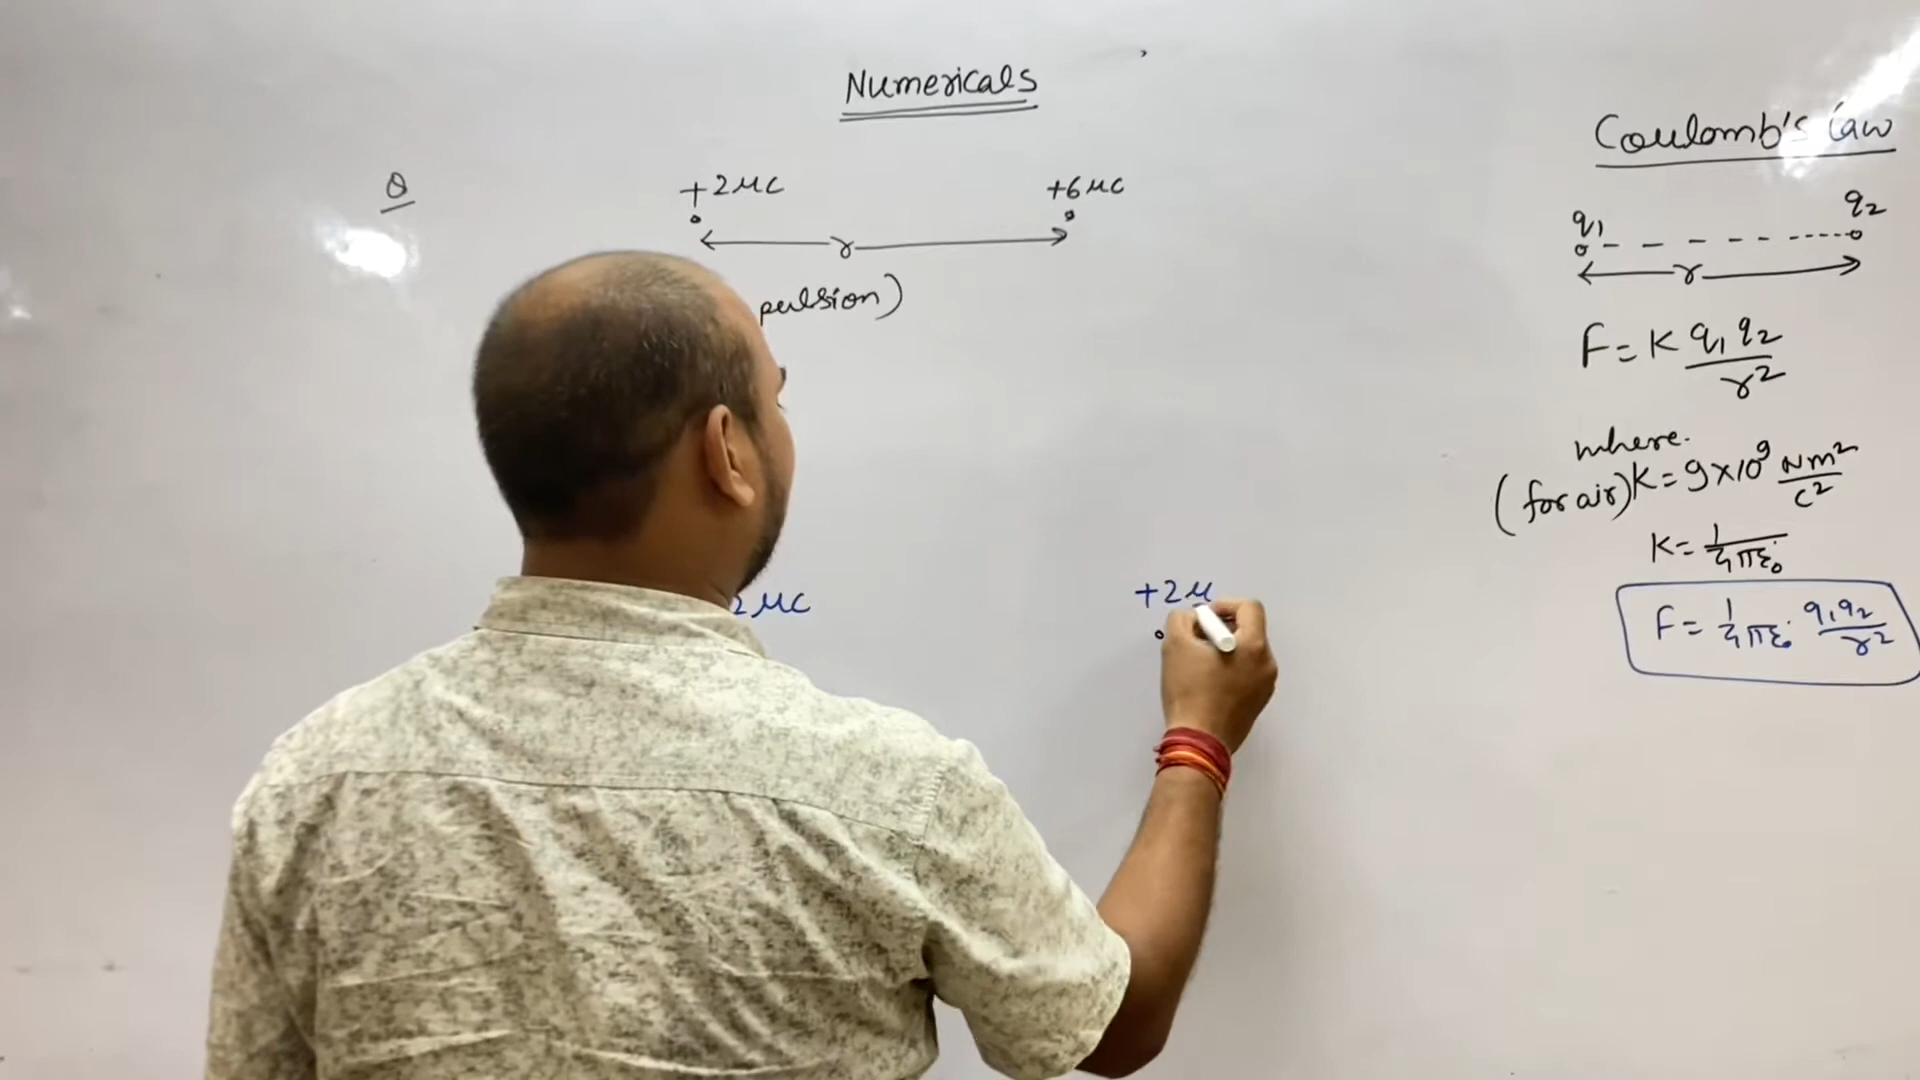 Numericals
Q
+2μc +6μc
r
pulsion)
2μc +2μ
Coulomb's Law
q₁ q₂
r
F = K q₁q₂/r²
where.
(for air) K = 9×10⁹ Nm²/c²
K = 1/4πε₀
F = 1/4πε₀ q₁q₂/r²